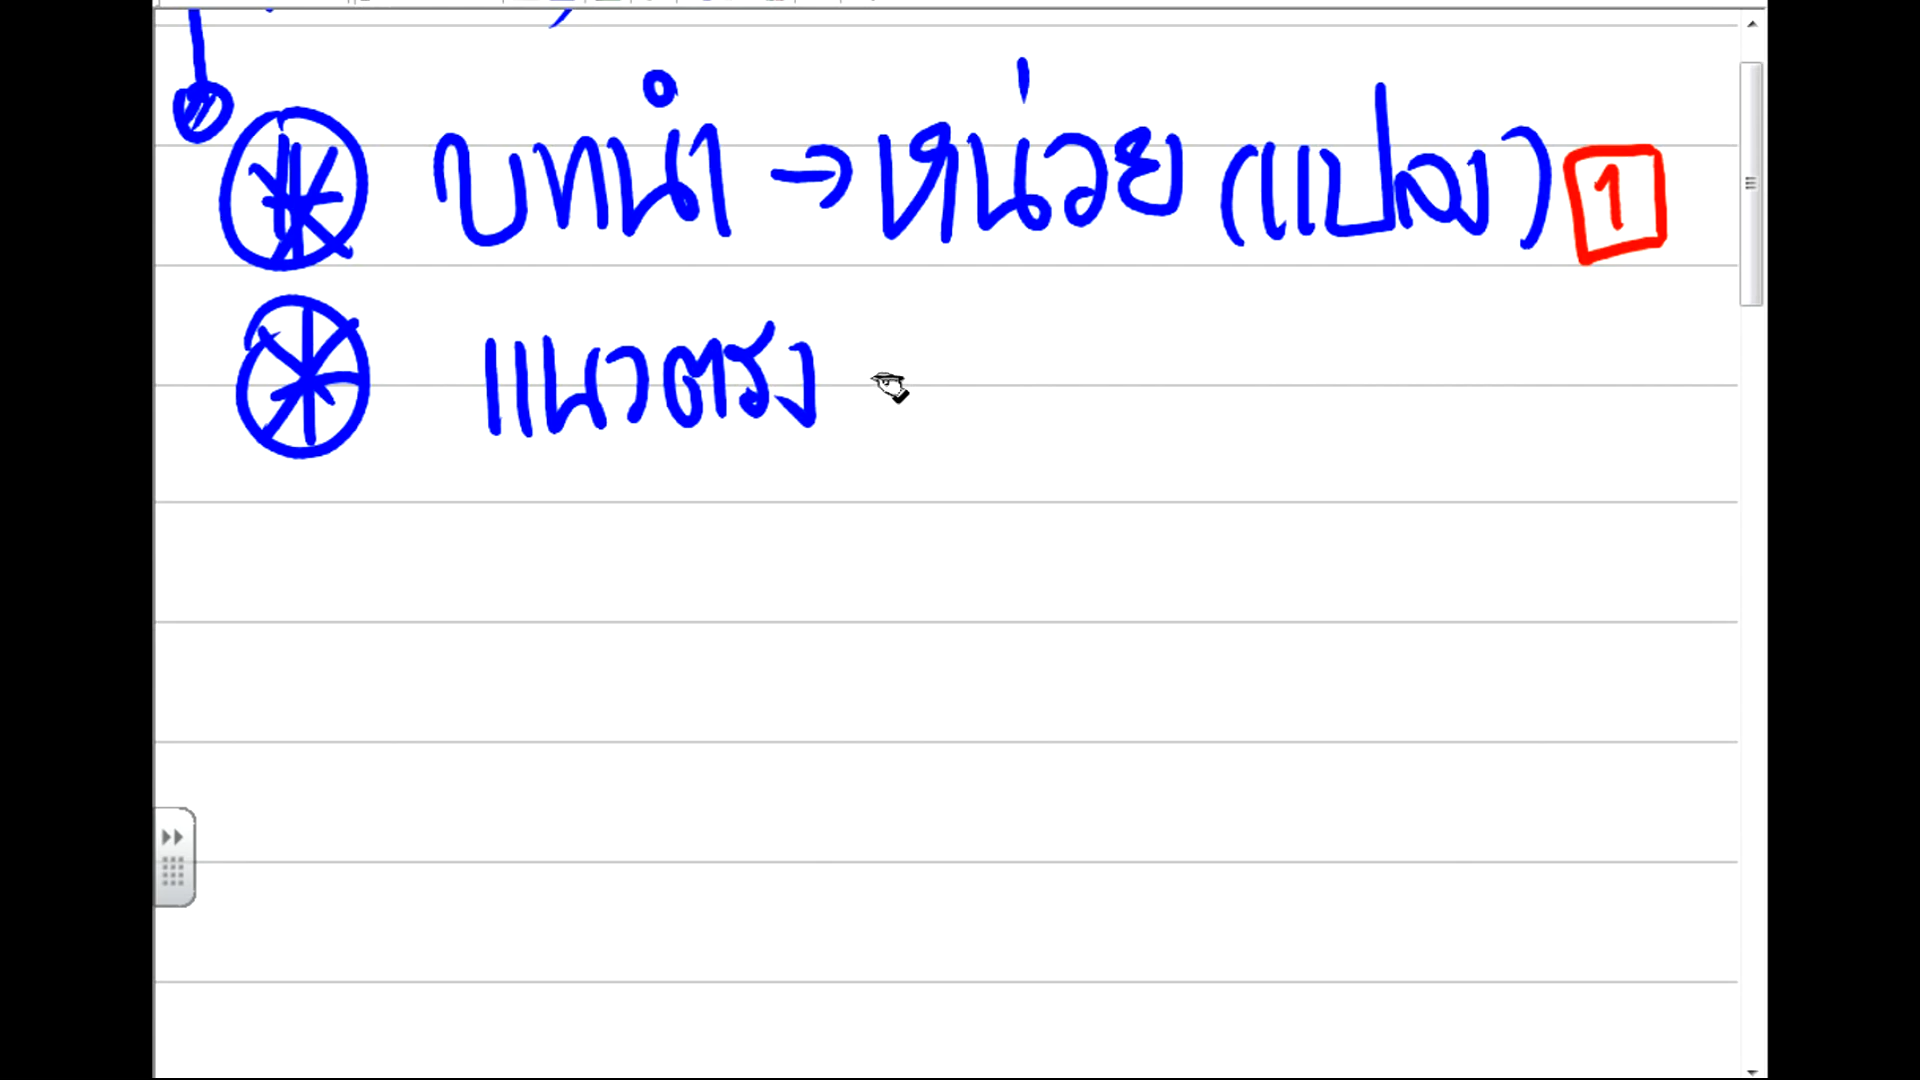 บทนำ → หน่วย (แปลง) 1
แนวตรง